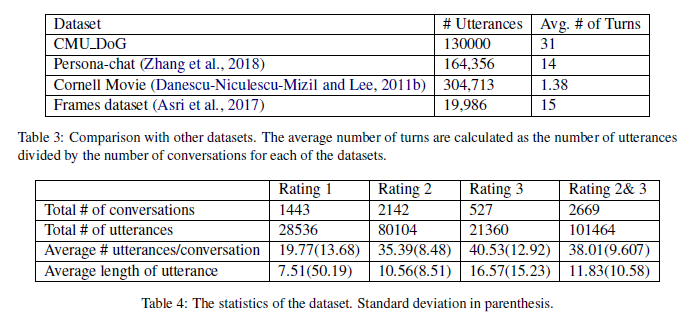 Dataset # Utterances Avg. # of Turns
CMU_DoG 130000 31
Persona-chat (Zhang et al., 2018) 164,356 14
Cornell Movie (Danescu-Niculescu-Mizil and Lee, 2011b) 304,713 1.38
Frames dataset (Asri et al., 2017) 19,986 15
Table 3: Comparison with other datasets. The average number of turns are calculated as the number of utterances
divided by the number of conversations for each of the datasets.
Rating 1 Rating 2 Rating 3 Rating 2& 3
Total # of conversations 1443 2142 527 2669
Total # of utterances 28536 80104 21360 101464
Average # utterances/conversation 19.77(13.68) 35.39(8.48) 40.53(12.92) 38.01(9.607)
Average length of utterance 7.51(50.19) 10.56(8.51) 16.57(15.23) 11.83(10.58)
Table 4: The statistics of the dataset. Standard deviation in parenthesis.